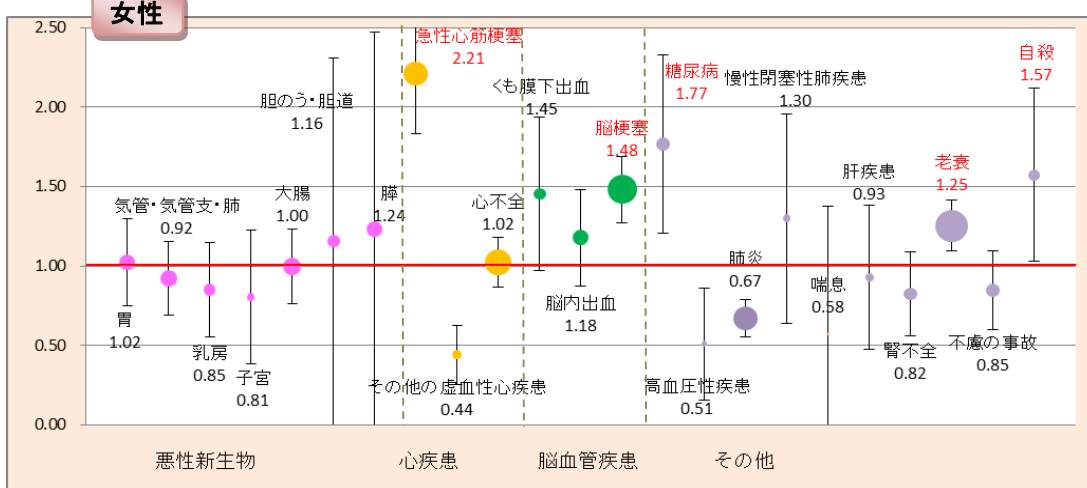 女性
2.50
2.00
1.50
1.00
0.50
0.00
胃
1.02
気管・気管支・肺
0.92
乳房
0.85
子宮
0.81
大腸
1.00
胆のう・胆道
1.16
膵
1.24
急性心筋梗塞
2.21
その他の虚血性心疾患
0.44
心不全
1.02
くも膜下出血
1.45
脳内出血
1.18
脳梗塞
1.48
糖尿病
1.77
高血圧性疾患
0.51
肺炎
0.67
慢性閉塞性肺疾患
1.30
喘息
0.58
肝疾患
0.93
腎不全
0.82
老衰
1.25
不慮の事故
0.85
自殺
1.57
悪性新生物
心疾患
脳血管疾患
その他